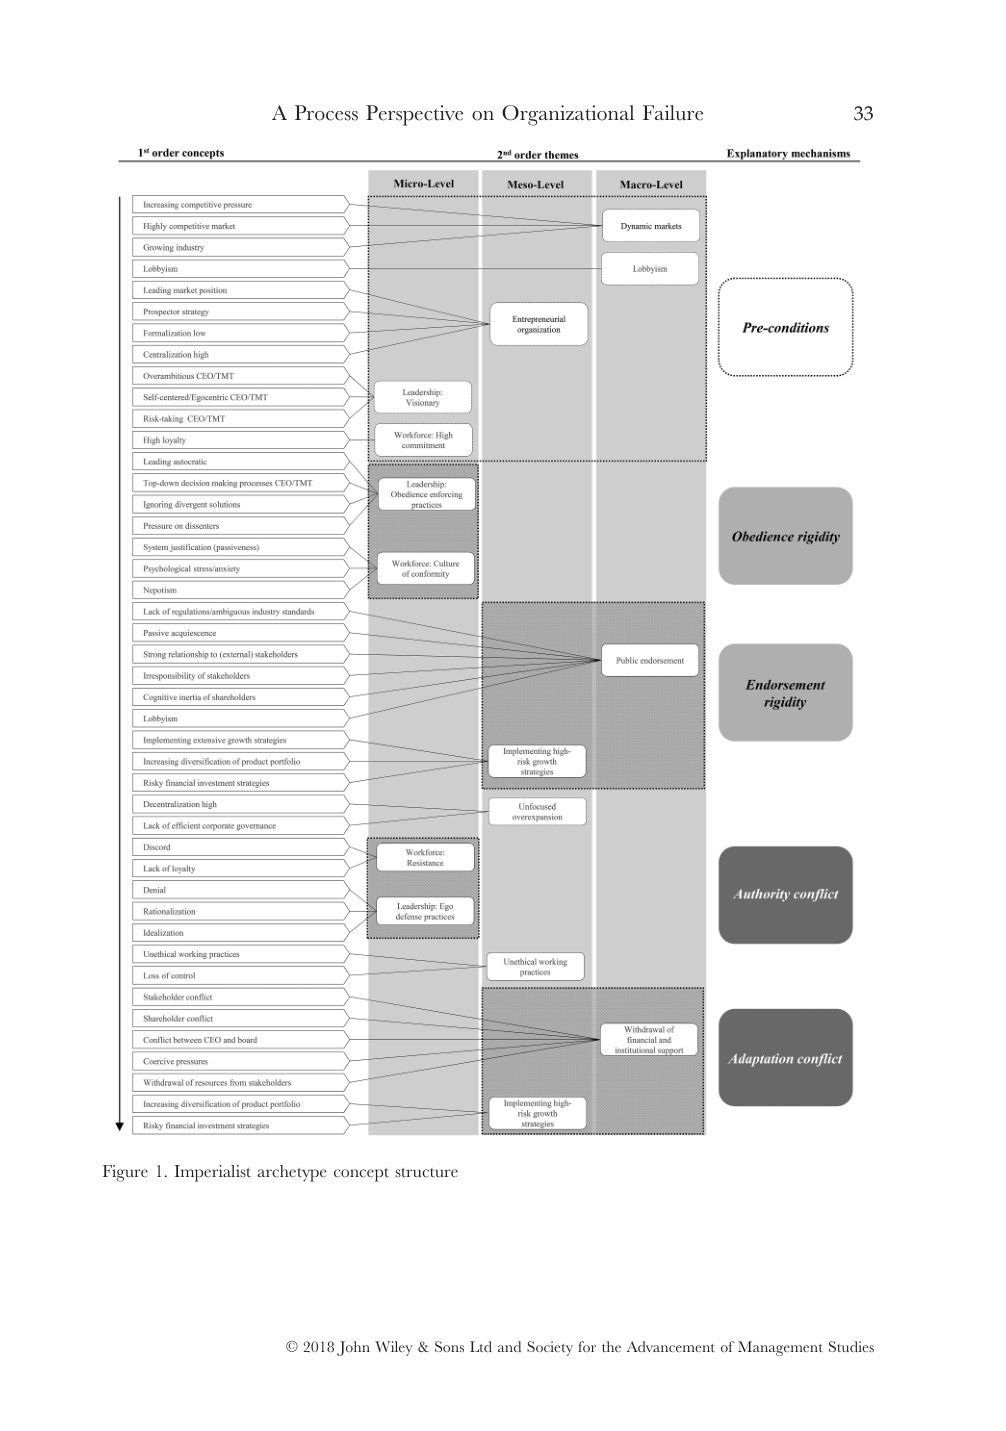 A Process Perspective on Organizational Failure
33
1st order concepts
2nd order themes
Explanatory mechanisms
Micro-Level
Meso-Level
Macro-Level
Increasing competitive pressure
Highly competitive market
Growing industry
Lobbyism
Leading market position
Prospector strategy
Formalization low
Centralization high
Overambitious CEO/TMT
Self-centered/Egocentric CEO/TMT
Risk-taking CEO/TMT
High loyalty
Leading autocratic
Top-down decision making processes CEO/TMT
Ignoring divergent solutions
Pressure on dissenters
System justification (passiveness)
Psychological stress/anxiety
Nepotism
Lack of regulations/ambiguous industry standards
Passive acquiescence
Strong relationship to (external) stakeholders
Irresponsibility of stakeholders
Cognitive inertia of shareholders
Lobbyism
Implementing extensive growth strategies
Increasing diversification of product portfolio
Risky financial investment strategies
Decentralization high
Lack of efficient corporate governance
Discord
Lack of loyalty
Denial
Rationalization
Idealization
Unethical working practices
Loss of control
Stakeholder conflict
Shareholder conflict
Conflict between CEO and board
Coercive pressures
Withdrawal of resources from stakeholders
Increasing diversification of product portfolio
Risky financial investment strategies
Dynamic markets
Lobbyism
Entrepreneurial
organization
Leadership:
Visionary
Workforce: High
commitment
Leadership:
Obedience enforcing
practices
Workforce: Culture
of conformity
Public endorsement
Implementing high-
risk growth
strategies
Unfocused
overexpansion
Workforce:
Resistance
Leadership: Ego
defense practices
Unethical working
practices
Withdrawal of
financial and
institutional support
Implementing high-
risk growth
strategies
Pre-conditions
Obedience rigidity
Endorsement
rigidity
Authority conflict
Adaptation conflict
Figure 1. Imperialist archetype concept structure
© 2018 John Wiley & Sons Ltd and Society for the Advancement of Management Studies